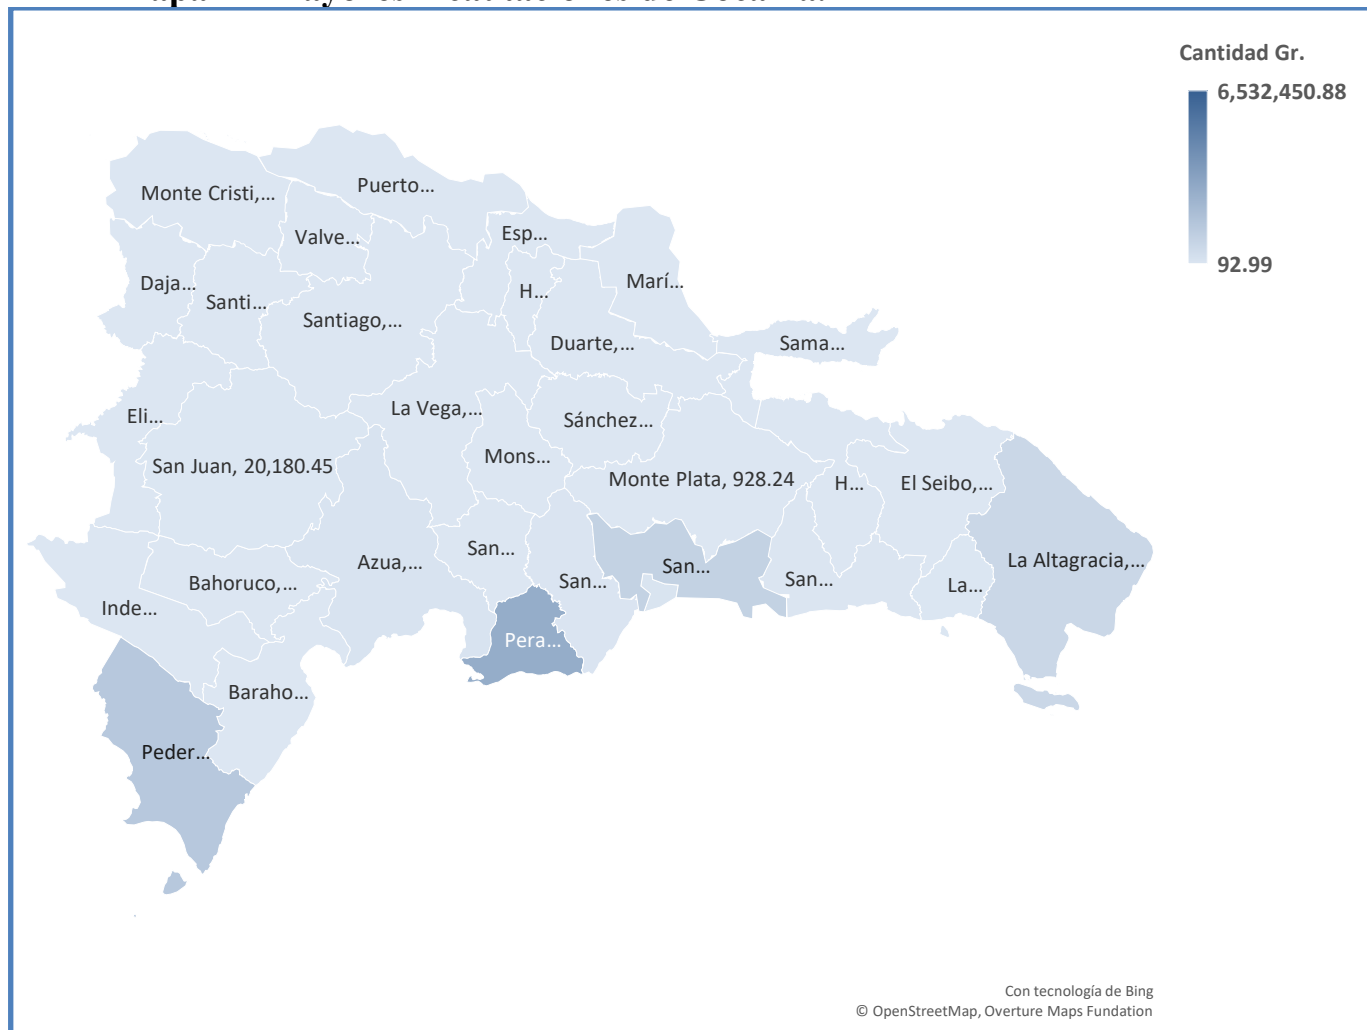 Cantidad Gr.
6,532,450.88
92.99
Puerto...
Monte Cristi,...
Valve...
Esp...
Daja...
Santi...
H...
Marí...
Santiago,...
Duarte,...
Sama...
Eli...
La Vega,...
Sánchez...
San Juan, 20,180.45
Mons...
Monte Plata, 928.24
H...
El Seibo,...
San...
Azua,...
San...
La Altagracia,...
Bahoruco,...
San...
San...
La...
Inde...
Pera...
Baraho...
Peder...
Con tecnología de Bing
© OpenStreetMap, Overture Maps Fundation